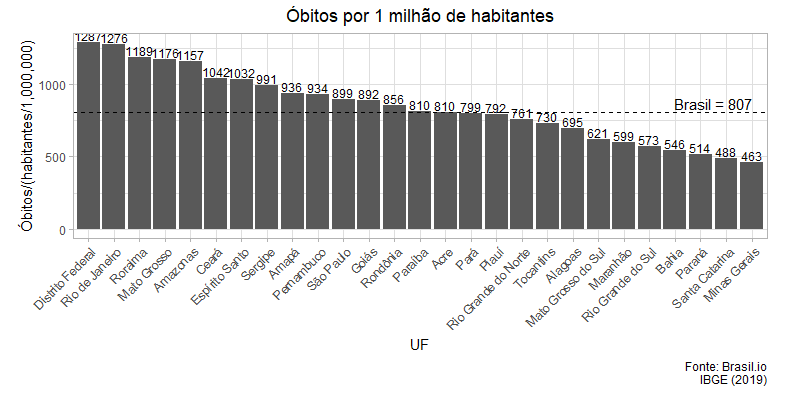 Óbitos por 1 milhão de habitantes
Óbitos/(habitantes/1,000,000)
1000
500
0
1287 1276 1189 1176 1157 1042 1032 991 936 934 899 892 856 810 810 799 792 761 730 695 621 599 573 546 514 488 463
Brasil = 807
Distrito Federal
Rio de Janeiro
Roraima
Mato Grosso
Amazonas
Ceará
Espírito Santo
Sergipe
Amapá
Pernambuco
São Paulo
Goiás
Rondônia
Paraíba
Acre
Pará
Piauí
Rio Grande do Norte
Tocantins
Alagoas
Mato Grosso do Sul
Maranhão
Rio Grande do Sul
Bahia
Paraná
Santa Catarina
Minas Gerais
UF
Fonte: Brasil.io
IBGE (2019)